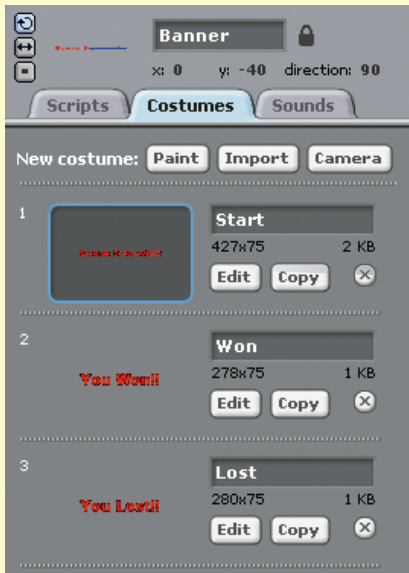 Banner
x: 0 y: -40 direction: 90
Scripts Costumes Sounds
New costume: Paint Import Camera
1
Start
427x75 2 KB
Edit Copy
2
You Won!!
Won
278x75 1 KB
Edit Copy
3
You Lost!!
Lost
280x75 1 KB
Edit Copy